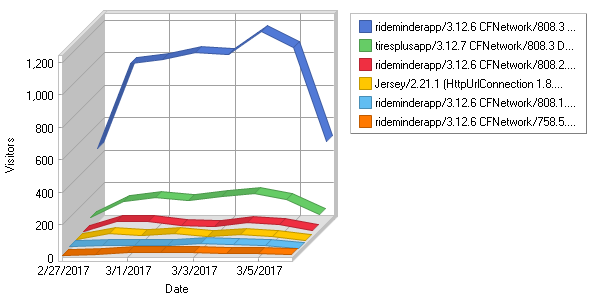 1,200
1,000
800
600
400
200
0
Visitors
2/27/2017 3/1/2017 3/3/2017 3/5/2017
Date
rideminderapp/3.12.6 CFNetwork/808.3 ...
tiresplusapp/3.12.7 CFNetwork/808.3 D...
rideminderapp/3.12.6 CFNetwork/808.2....
Jersey/2.21.1 (HttpUrlConnection 1.8....
rideminderapp/3.12.6 CFNetwork/808.1....
rideminderapp/3.12.6 CFNetwork/758.5....